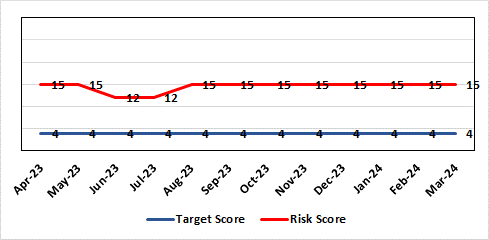 15 15 12 12 15 15 15 15 15 15 15 15
4 4 4 4 4 4 4 4 4 4 4 4
Apr-23 May-23 Jun-23 Jul-23 Aug-23 Sep-23 Oct-23 Nov-23 Dec-23 Jan-24 Feb-24 Mar-24
Target Score Risk Score